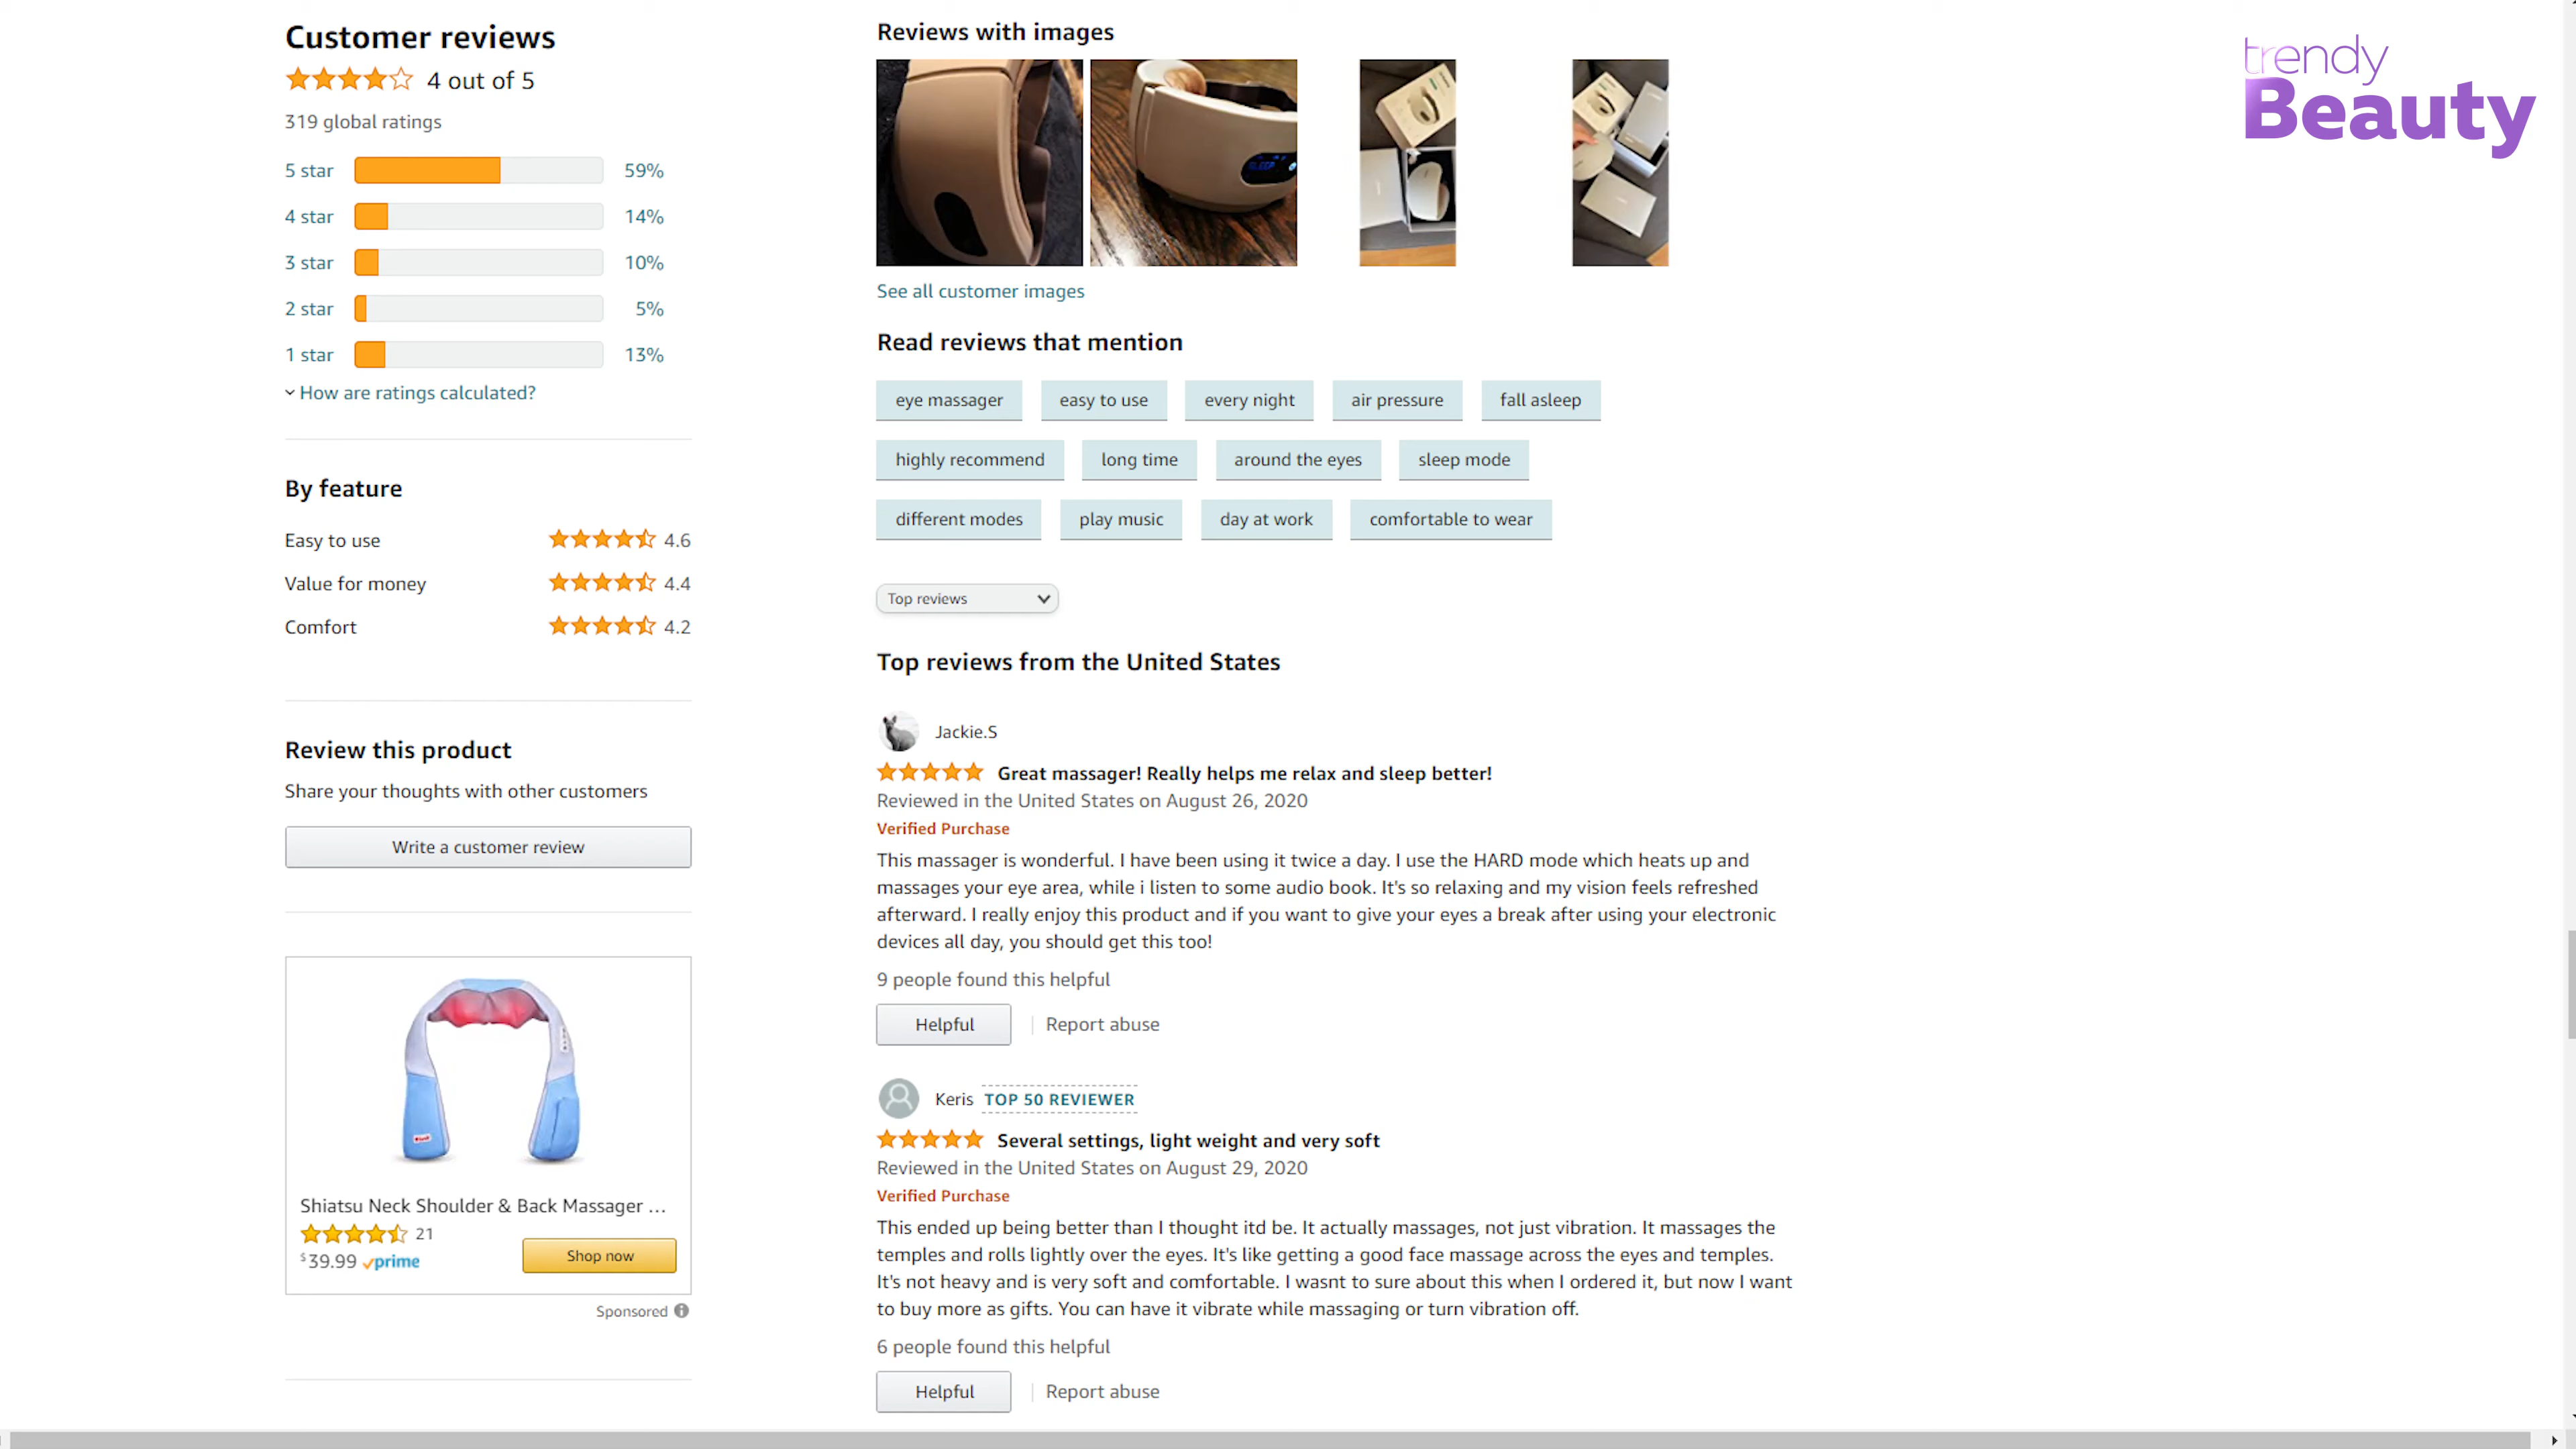 Customer reviews
4 out of 5
319 global ratings
5 star 59%
4 star 14%
3 star 10%
2 star 5%
1 star 13%
How are ratings calculated?
By feature
Easy to use 4.6
Value for money 4.4
Comfort 4.2
Review this product
Share your thoughts with other customers
Write a customer review
Shiatsu Neck Shoulder & Back Massager ...
21
$39.99 prime
Shop now
Sponsored
Reviews with images
SLEEP
See all customer images
Read reviews that mention
eye massager easy to use every night air pressure fall asleep
highly recommend long time around the eyes sleep mode
different modes play music day at work comfortable to wear
Top reviews
Top reviews from the United States
Jackie.S
Great massager! Really helps me relax and sleep better!
Reviewed in the United States on August 26, 2020
Verified Purchase
This massager is wonderful. I have been using it twice a day. I use the HARD mode which heats up and
massages your eye area, while i listen to some audio book. It's so relaxing and my vision feels refreshed
afterward. I really enjoy this product and if you want to give your eyes a break after using your electronic
devices all day, you should get this too!
9 people found this helpful
Helpful | Report abuse
Keris TOP 50 REVIEWER
Several settings, light weight and very soft
Reviewed in the United States on August 29, 2020
Verified Purchase
This ended up being better than I thought itd be. It actually massages, not just vibration. It massages the
temples and rolls lightly over the eyes. It's like getting a good face massage across the eyes and temples.
It's not heavy and is very soft and comfortable. I wasnt to sure about this when I ordered it, but now I want
to buy more as gifts. You can have it vibrate while massaging or turn vibration off.
6 people found this helpful
Helpful | Report abuse
trendy
Beauty